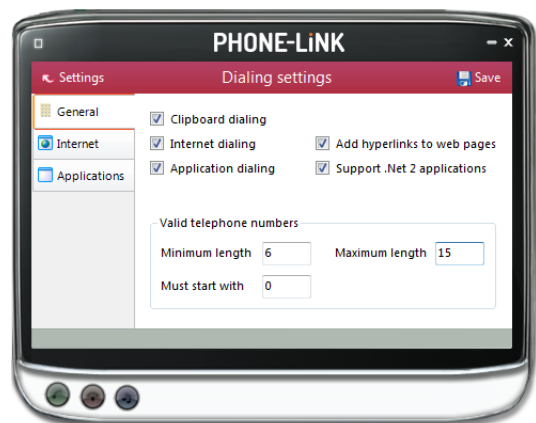 PHONE-LiNK
Settings
Dialing settings
Save
General
Internet
Applications
Clipboard dialing
Internet dialing
Add hyperlinks to web pages
Application dialing
Support .Net 2 applications
Valid telephone numbers
Minimum length 6
Maximum length 15
Must start with 0